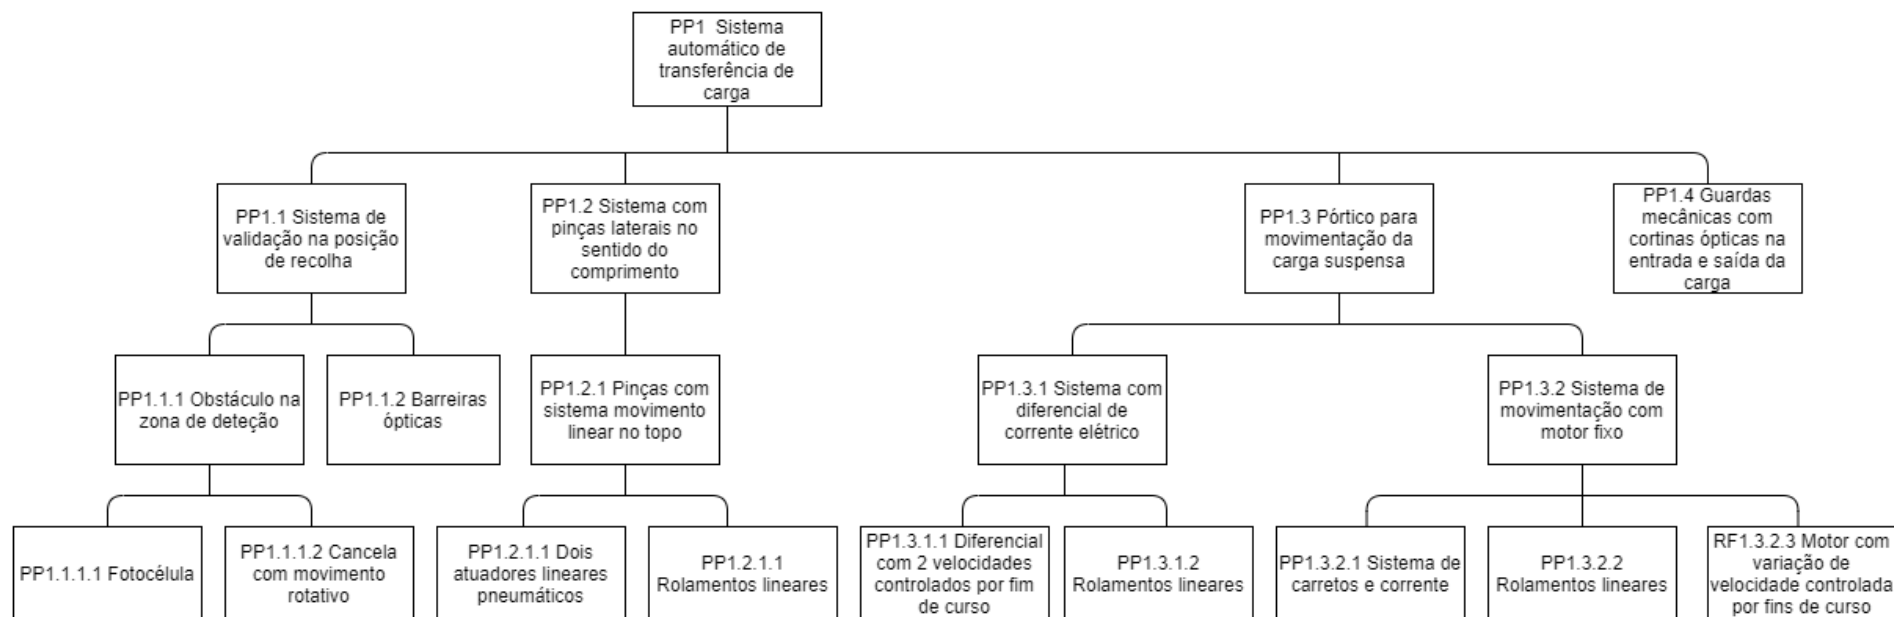 PP1  Sistema
automático de
transferência de
carga
PP1.1 Sistema de
validação na posição
de recolha
PP1.2 Sistema com
pinças laterais no
sentido do
comprimento
PP1.3 Pórtico para
movimentação da
carga suspensa
PP1.4 Guardas
mecânicas com
cortinas ópticas na
entrada e saída da
carga
PP1.1.1 Obstáculo na
zona de deteção
PP1.1.2 Barreiras
ópticas
PP1.2.1 Pinças com
sistema movimento
linear no topo
PP1.3.1 Sistema com
diferencial de
corrente elétrico
PP1.3.2 Sistema de
movimentação com
motor fixo
PP1.1.1.1 Fotocélula
PP1.1.1.2 Cancela
com movimento
rotativo
PP1.2.1.1 Dois
atuadores lineares
pneumáticos
PP1.2.1.1
Rolamentos lineares
PP1.3.1.1 Diferencial
com 2 velocidades
controlados por fim
de curso
PP1.3.1.2
Rolamentos lineares
PP1.3.2.1 Sistema de
carretos e corrente
PP1.3.2.2
Rolamentos lineares
RF1.3.2.3 Motor com
variação de
velocidade controlada
por fins de curso